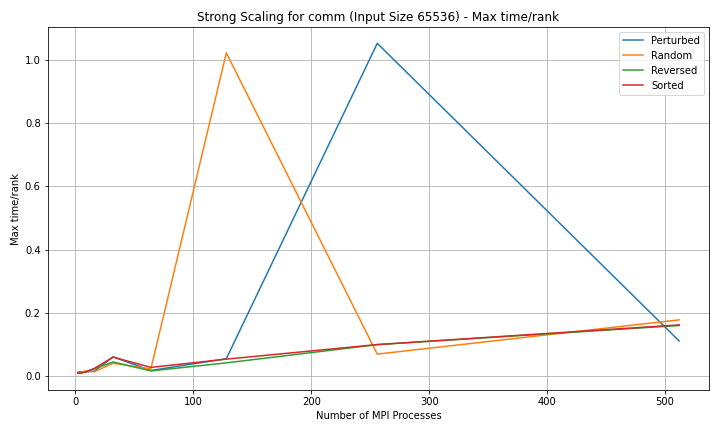 Strong Scaling for comm (Input Size 65536) - Max time/rank
Perturbed
Random
Reversed
Sorted
Max time/rank
1.0
0.8
0.6
0.4
0.2
0.0
0 100 200 300 400 500
Number of MPI Processes